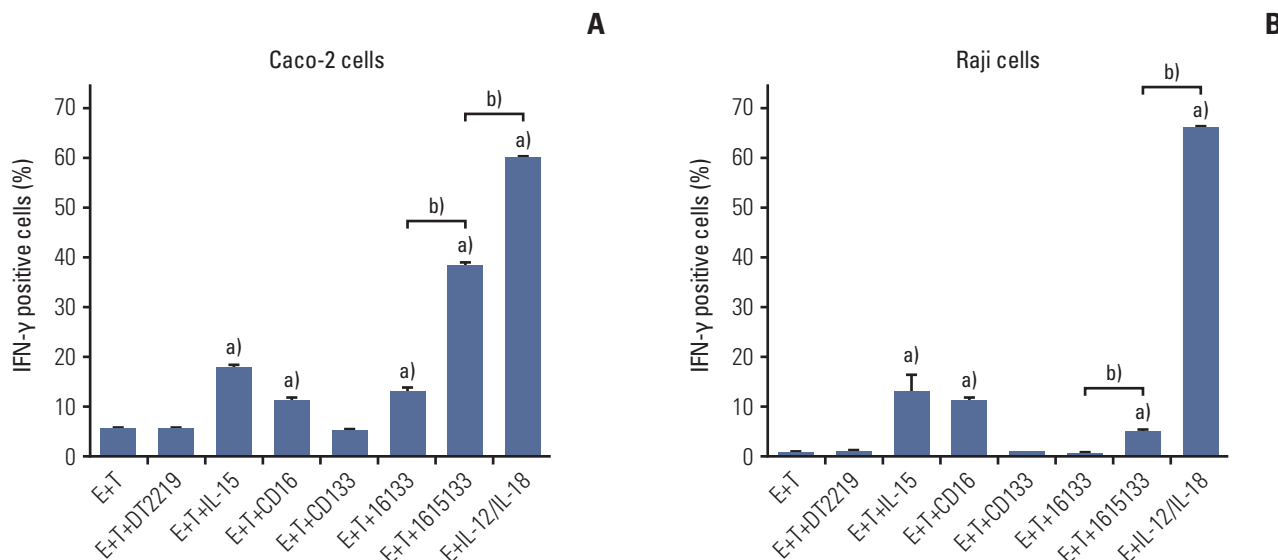 A
Caco-2 cells
IFN-γ positive cells (%)
70
60
50
40
30
20
10
0
a)
a)
a)
a)
a)
b)
b)
E+T
E+T+DT2219
E+T+IL-15
E+T+CD16
E+T+CD133
E+T+16133
E+T+1615133
E+IL-12/IL-18
B
Raji cells
IFN-γ positive cells (%)
70
60
50
40
30
20
10
0
a)
a)
a)
a)
b)
b)
E+T
E+T+DT2219
E+T+IL-15
E+T+CD16
E+T+CD133
E+T+16133
E+T+1615133
E+IL-12/IL-18